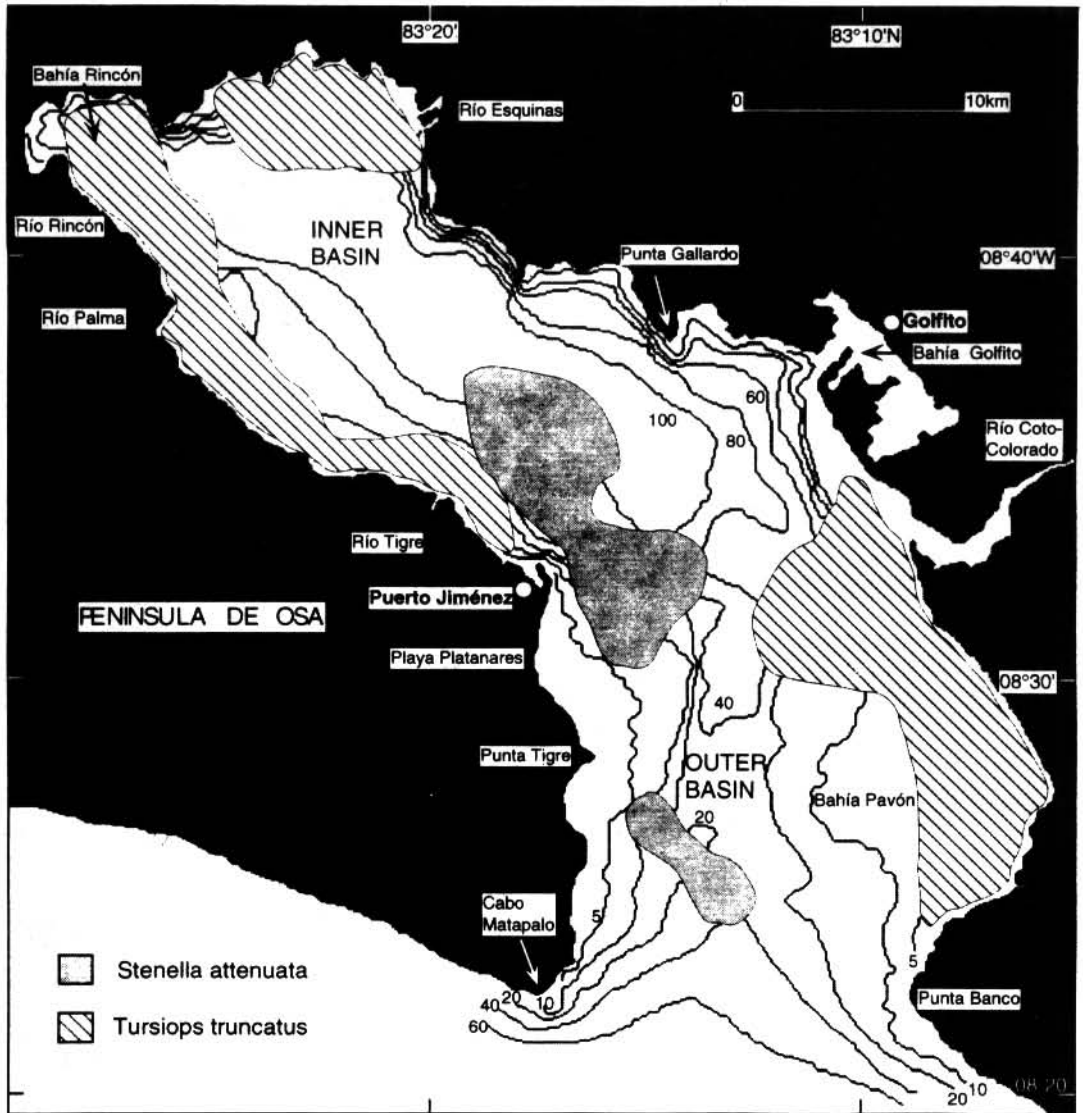 83°20'
83°10'N
Bahía Rincón
0
10km
Río Esquinas
Río Rincón
INNER
BASIN
Punta Gallardo
08°40'W
Río Palma
Golfito
Bahía Golfito
60
100
80
Río Coto-
Colorado
Río Tigre
Puerto Jiménez
PENINSULA DE OSA
Playa Platanares
08°30'
40
Punta Tigre
OUTER
BASIN
Bahía Pavón
20
Cabo
Matapalo
5
5
Stenella attenuata
20
10
40
60
Punta Banco
Tursiops truncatus
08°20
10
20